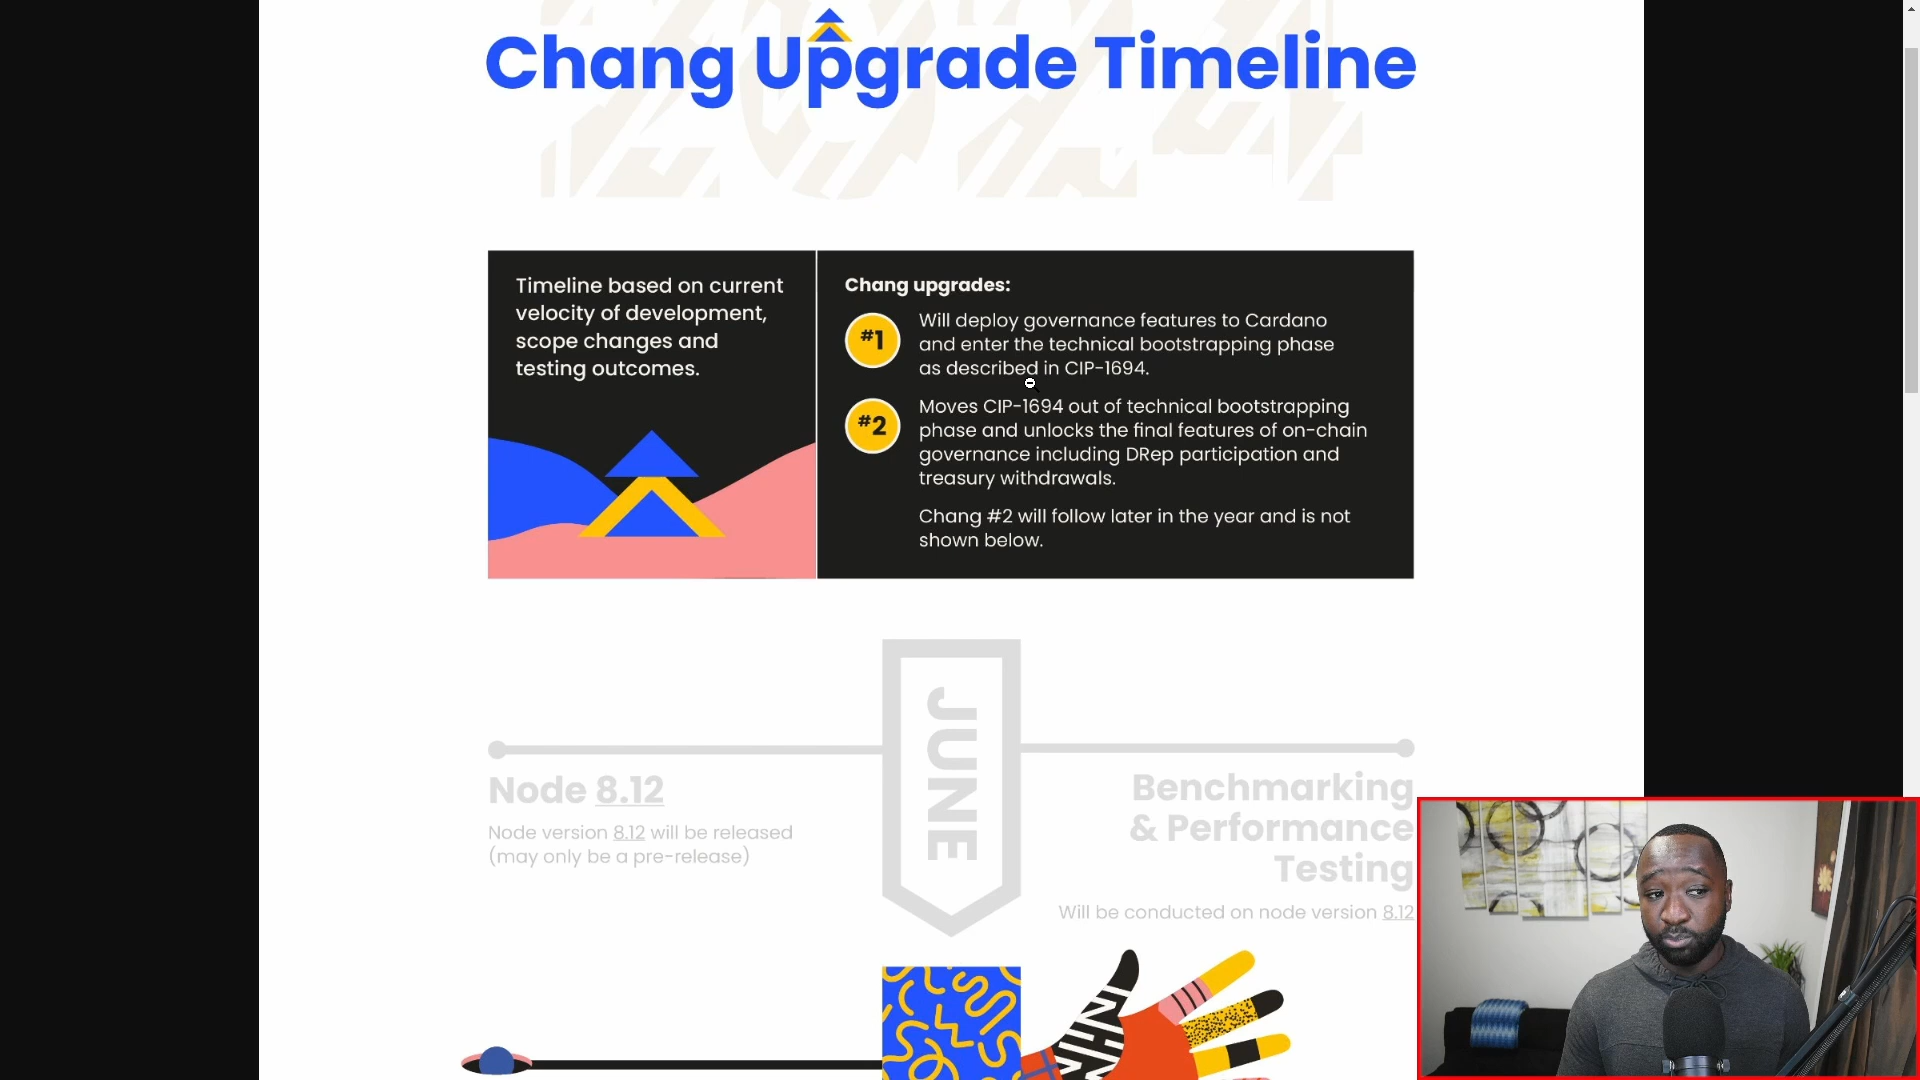 Chang Upgrade Timeline
Timeline based on current
velocity of development,
scope changes and
testing outcomes.
Chang upgrades:
#1
Will deploy governance features to Cardano
and enter the technical bootstrapping phase
as described in CIP-1694.
#2
Moves CIP-1694 out of technical bootstrapping
phase and unlocks the final features of on-chain
governance including DRep participation and
treasury withdrawals.
Chang #2 will follow later in the year and is not
shown below.
JUNE
Node 8.12
Node version 8.12 will be released
(may only be a pre-release)
Benchmarking
& Performance
Testing
Will be conducted on node version 8.12